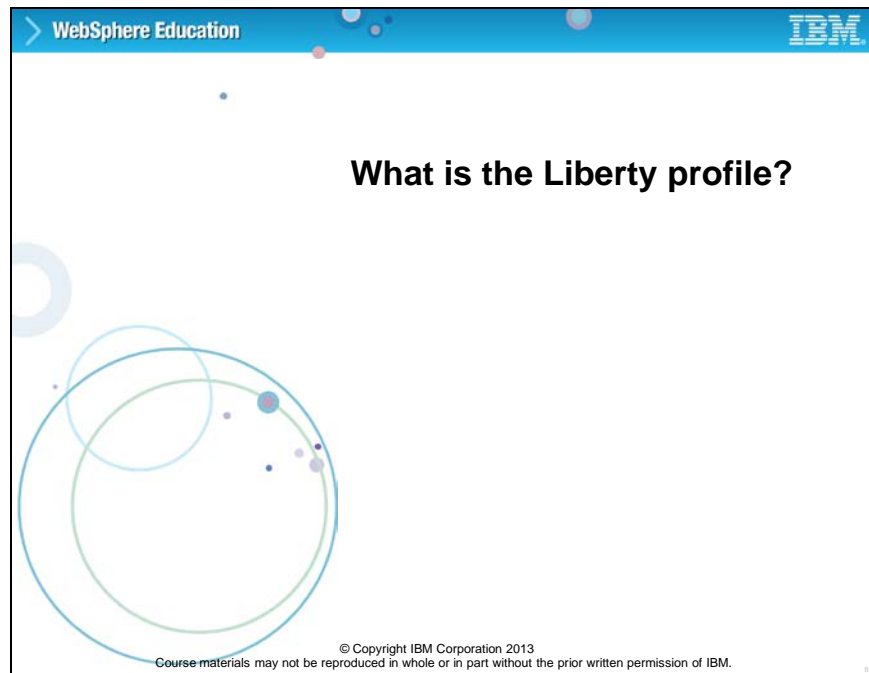 WebSphere Education
IBM.
What is the Liberty profile?
© Copyright IBM Corporation 2013
Course materials may not be reproduced in whole or in part without the prior written permission of IBM.